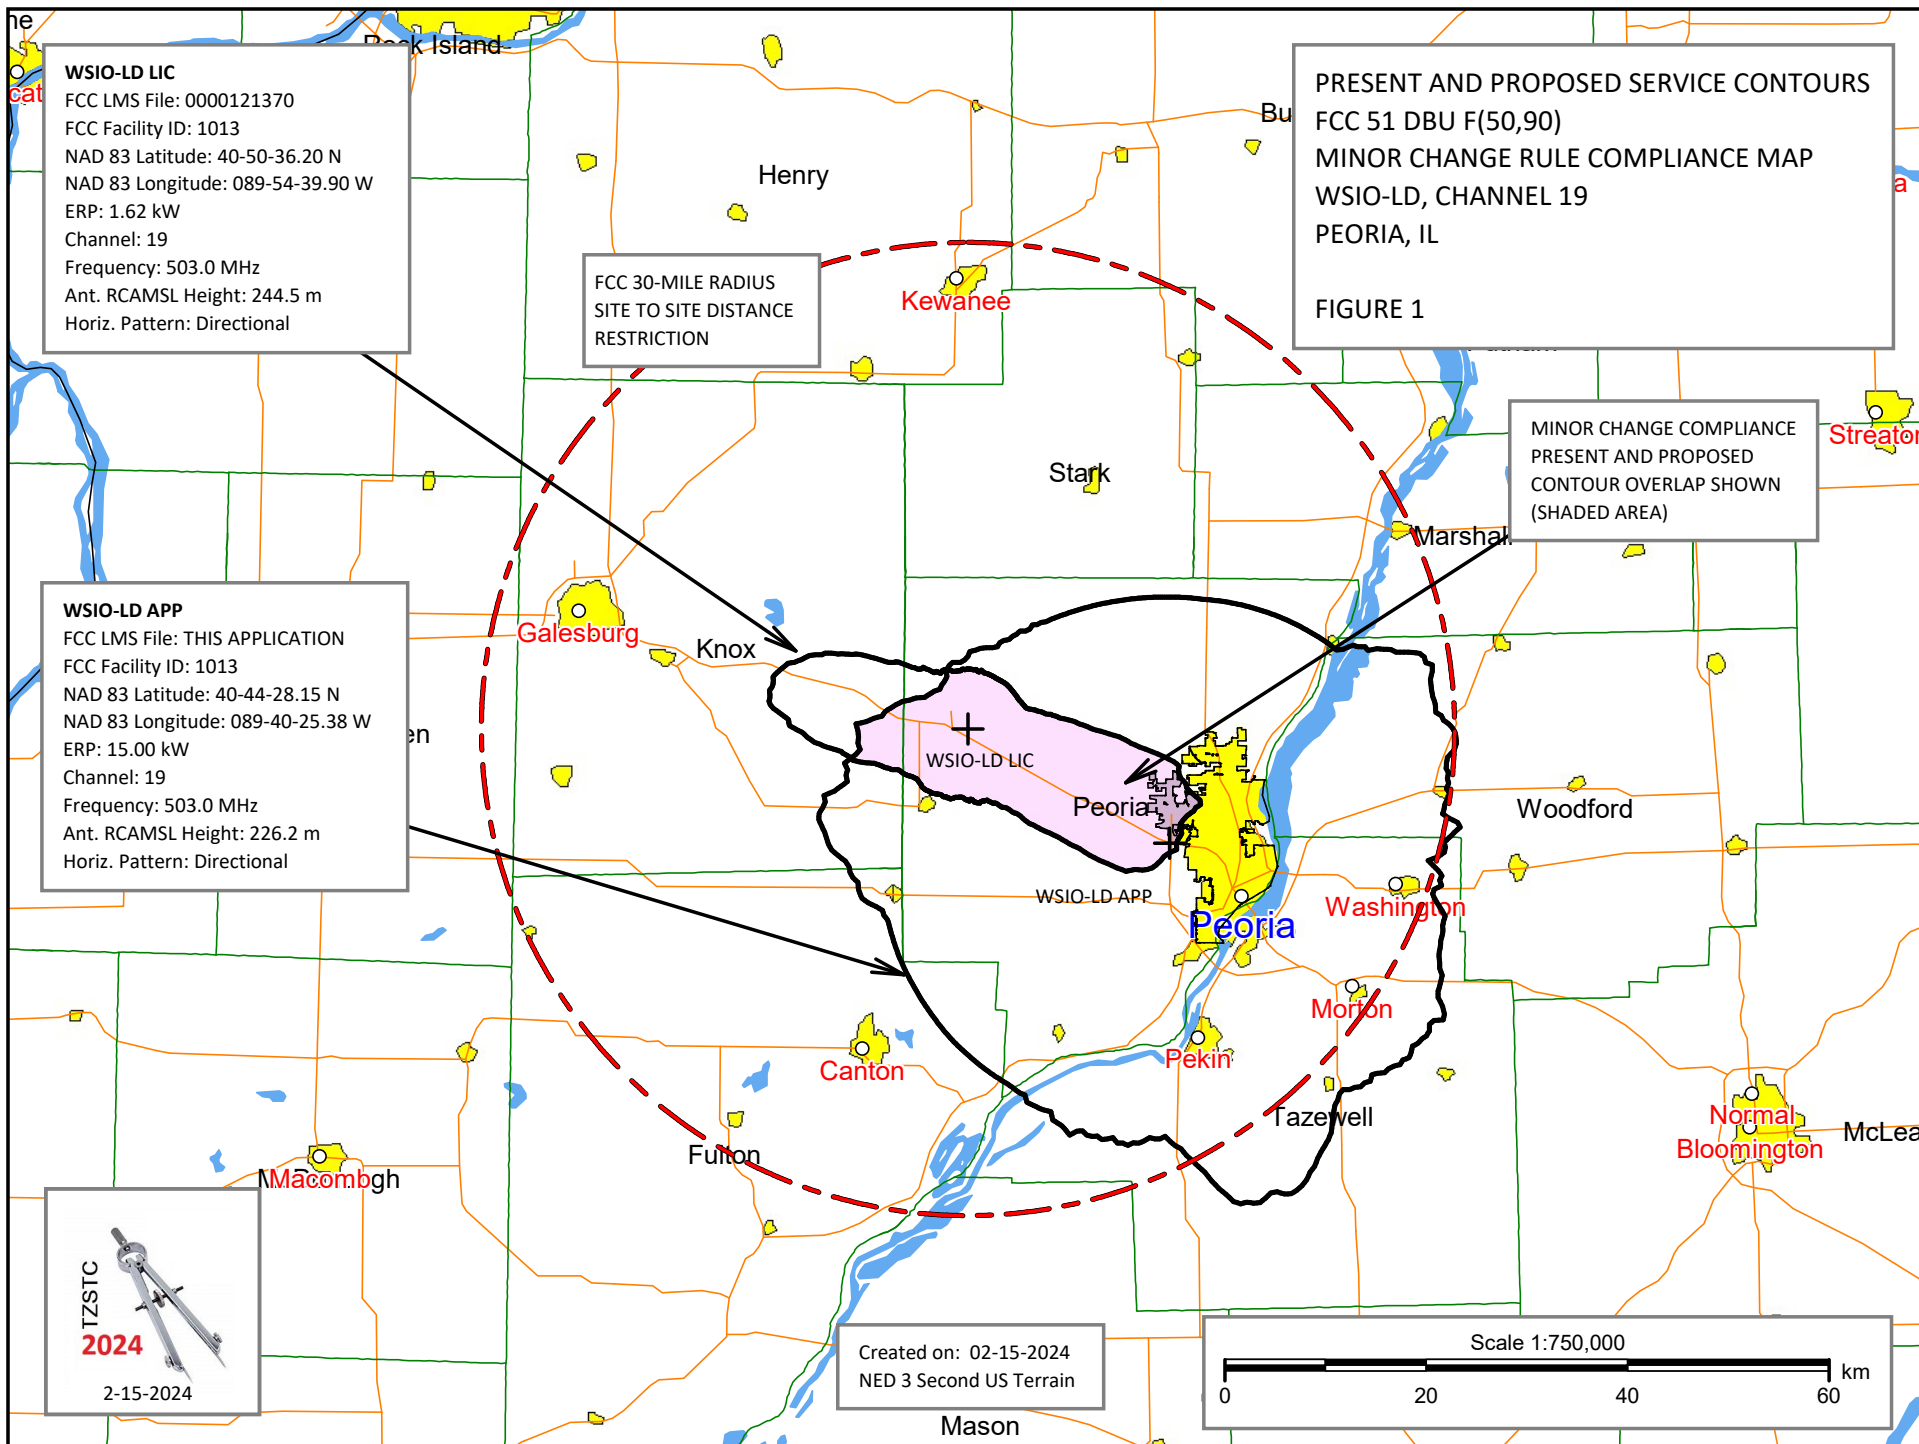 Rock Island
WSIO-LD LIC
FCC LMS File: 0000121370
FCC Facility ID: 1013
NAD 83 Latitude: 40-50-36.20 N
NAD 83 Longitude: 089-54-39.90 W
ERP: 1.62 kW
Channel: 19
Frequency: 503.0 MHz
Ant. RCAMSL Height: 244.5 m
Horiz. Pattern: Directional
PRESENT AND PROPOSED SERVICE CONTOURS
FCC 51 DBU F(50,90)
MINOR CHANGE RULE COMPLIANCE MAP
WSIO-LD, CHANNEL 19
PEORIA, IL
FIGURE 1
Bu
Henry
FCC 30-MILE RADIUS
SITE TO SITE DISTANCE
RESTRICTION
Kewanee
MINOR CHANGE COMPLIANCE
PRESENT AND PROPOSED
CONTOUR OVERLAP SHOWN
(SHADED AREA)
Streator
Stark
Marshal
WSIO-LD APP
FCC LMS File: THIS APPLICATION
FCC Facility ID: 1013
NAD 83 Latitude: 40-44-28.15 N
NAD 83 Longitude: 089-40-25.38 W
ERP: 15.00 kW
Channel: 19
Frequency: 503.0 MHz
Ant. RCAMSL Height: 226.2 m
Horiz. Pattern: Directional
en
Galesburg
Knox
WSIO-LD LIC
Peoria
Woodford
WSIO-LD APP
Peoria
Washington
Morton
Canton
Pekin
Tazewell
Normal
Bloomington
McLea
Fulton
Macomb
gh
TZSTC
2024
2-15-2024
Created on: 02-15-2024
NED 3 Second US Terrain
Mason
Scale 1:750,000
0 20 40 60 km